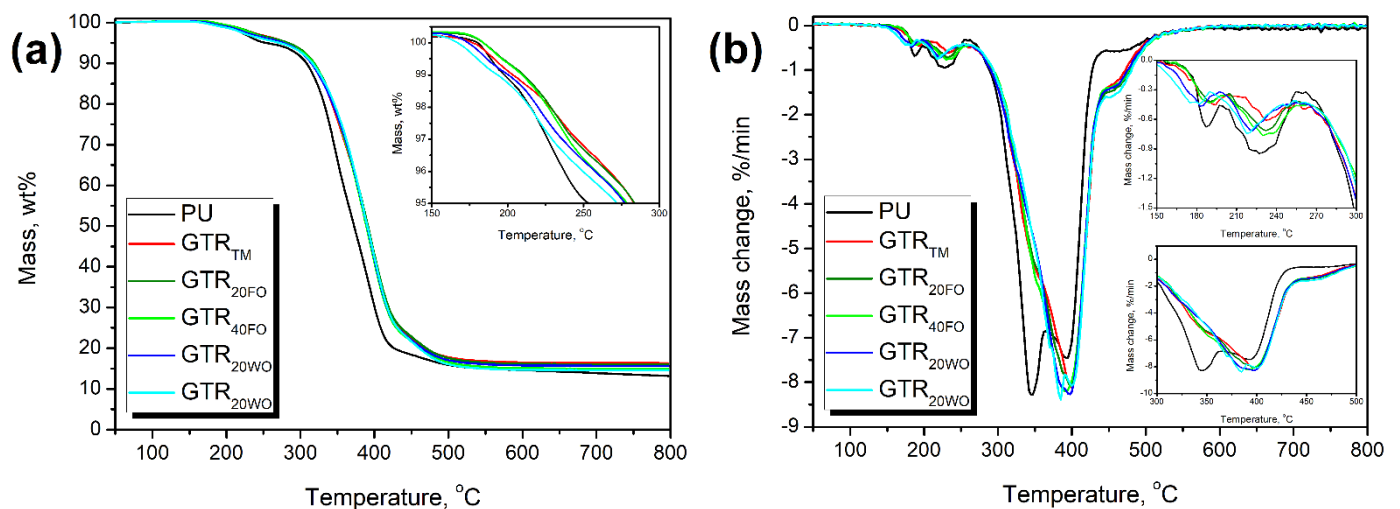 (a)
Mass, wt%
100
90
80
70
60
50
40
30
20
10
0
100 200 300 400 500 600 700 800
Temperature, °C
PU
GTR_TM
GTR_20FO
GTR_40FO
GTR_20WO
GTR_20WO
Mass, wt%
100
99
98
97
96
95
150 200 250 300
Temperature, °C
(b)
Mass change, %/min
0
-1
-2
-3
-4
-5
-6
-7
-8
-9
100 200 300 400 500 600 700 800
Temperature, °C
PU
GTR_TM
GTR_20FO
GTR_40FO
GTR_20WO
GTR_20WO
Mass change, %/min
0.0
-0.3
-0.6
-0.9
-1.2
-1.5
150 180 210 240 270 300
Temperature, °C
Mass change, %/min
0
-2
-4
-6
-8
-10
300 350 400 450 500
Temperature, °C